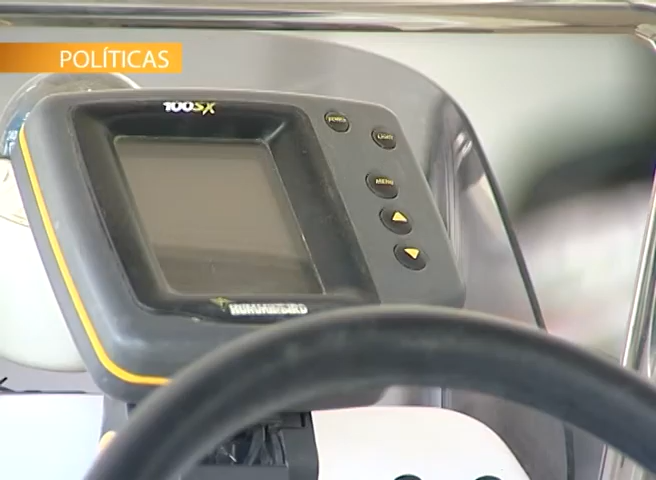 POLÍTICAS
100SX
POWER
LIGHT
MENU
HUMMINBIRD